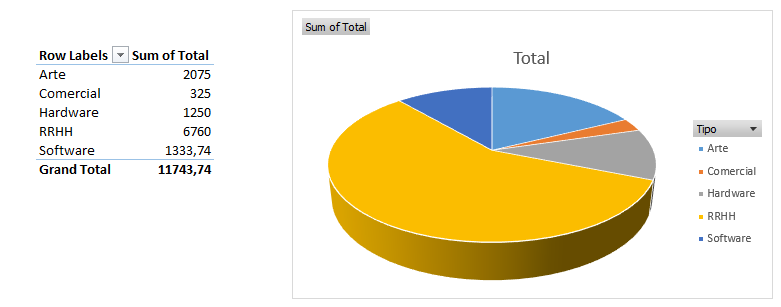 Row Labels Sum of Total
Arte 2075
Comercial 325
Hardware 1250
RRHH 6760
Software 1333,74
Grand Total 11743,74
Sum of Total
Total
Tipo
Arte
Comercial
Hardware
RRHH
Software